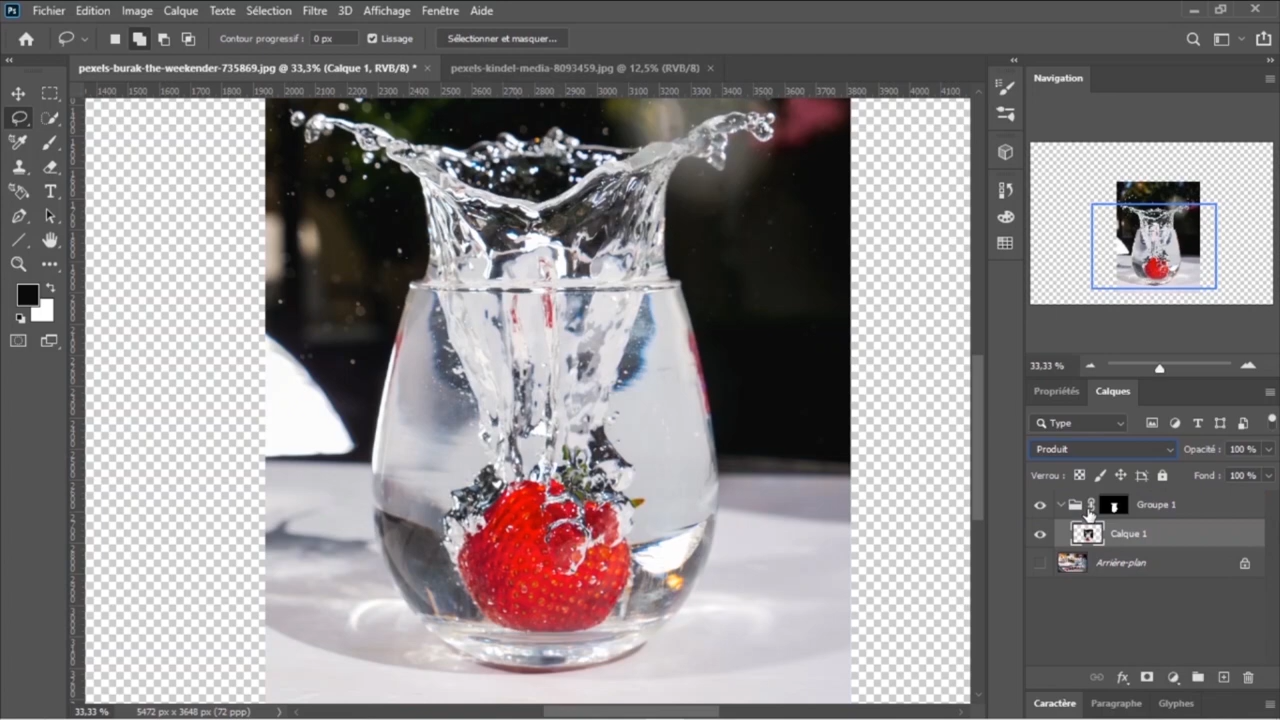 Ps Fichier Edition Image Calque Texte Sélection Filtre 3D Affichage Fenêtre Aide
Contour progressif : 0 px Lissage Sélectionner et masquer...
pexels-burak-the-weekender-735869.jpg @ 33,3% (Calque 1, RVB/8) * × pexels-kindel-media-8093459.jpg @ 12,5% (RVB/8) ×
1400 1500 1600 1700 1800 1900 2000 2100 2200 2300 2400 2500 2600 2700 2800 2900 3000 3100 3200 3300 3400 3500 3600 3700 3800 3900 4000 4100
Navigation
33,33 %
Propriétés Calques
Type
Produit Opacité : 100 %
Verrou : Fond : 100 %
Groupe 1
Calque 1
Arrière-plan
fx
Caractère Paragraphe Glyphes
33,33 % 5472 px x 3648 px (72 ppp)